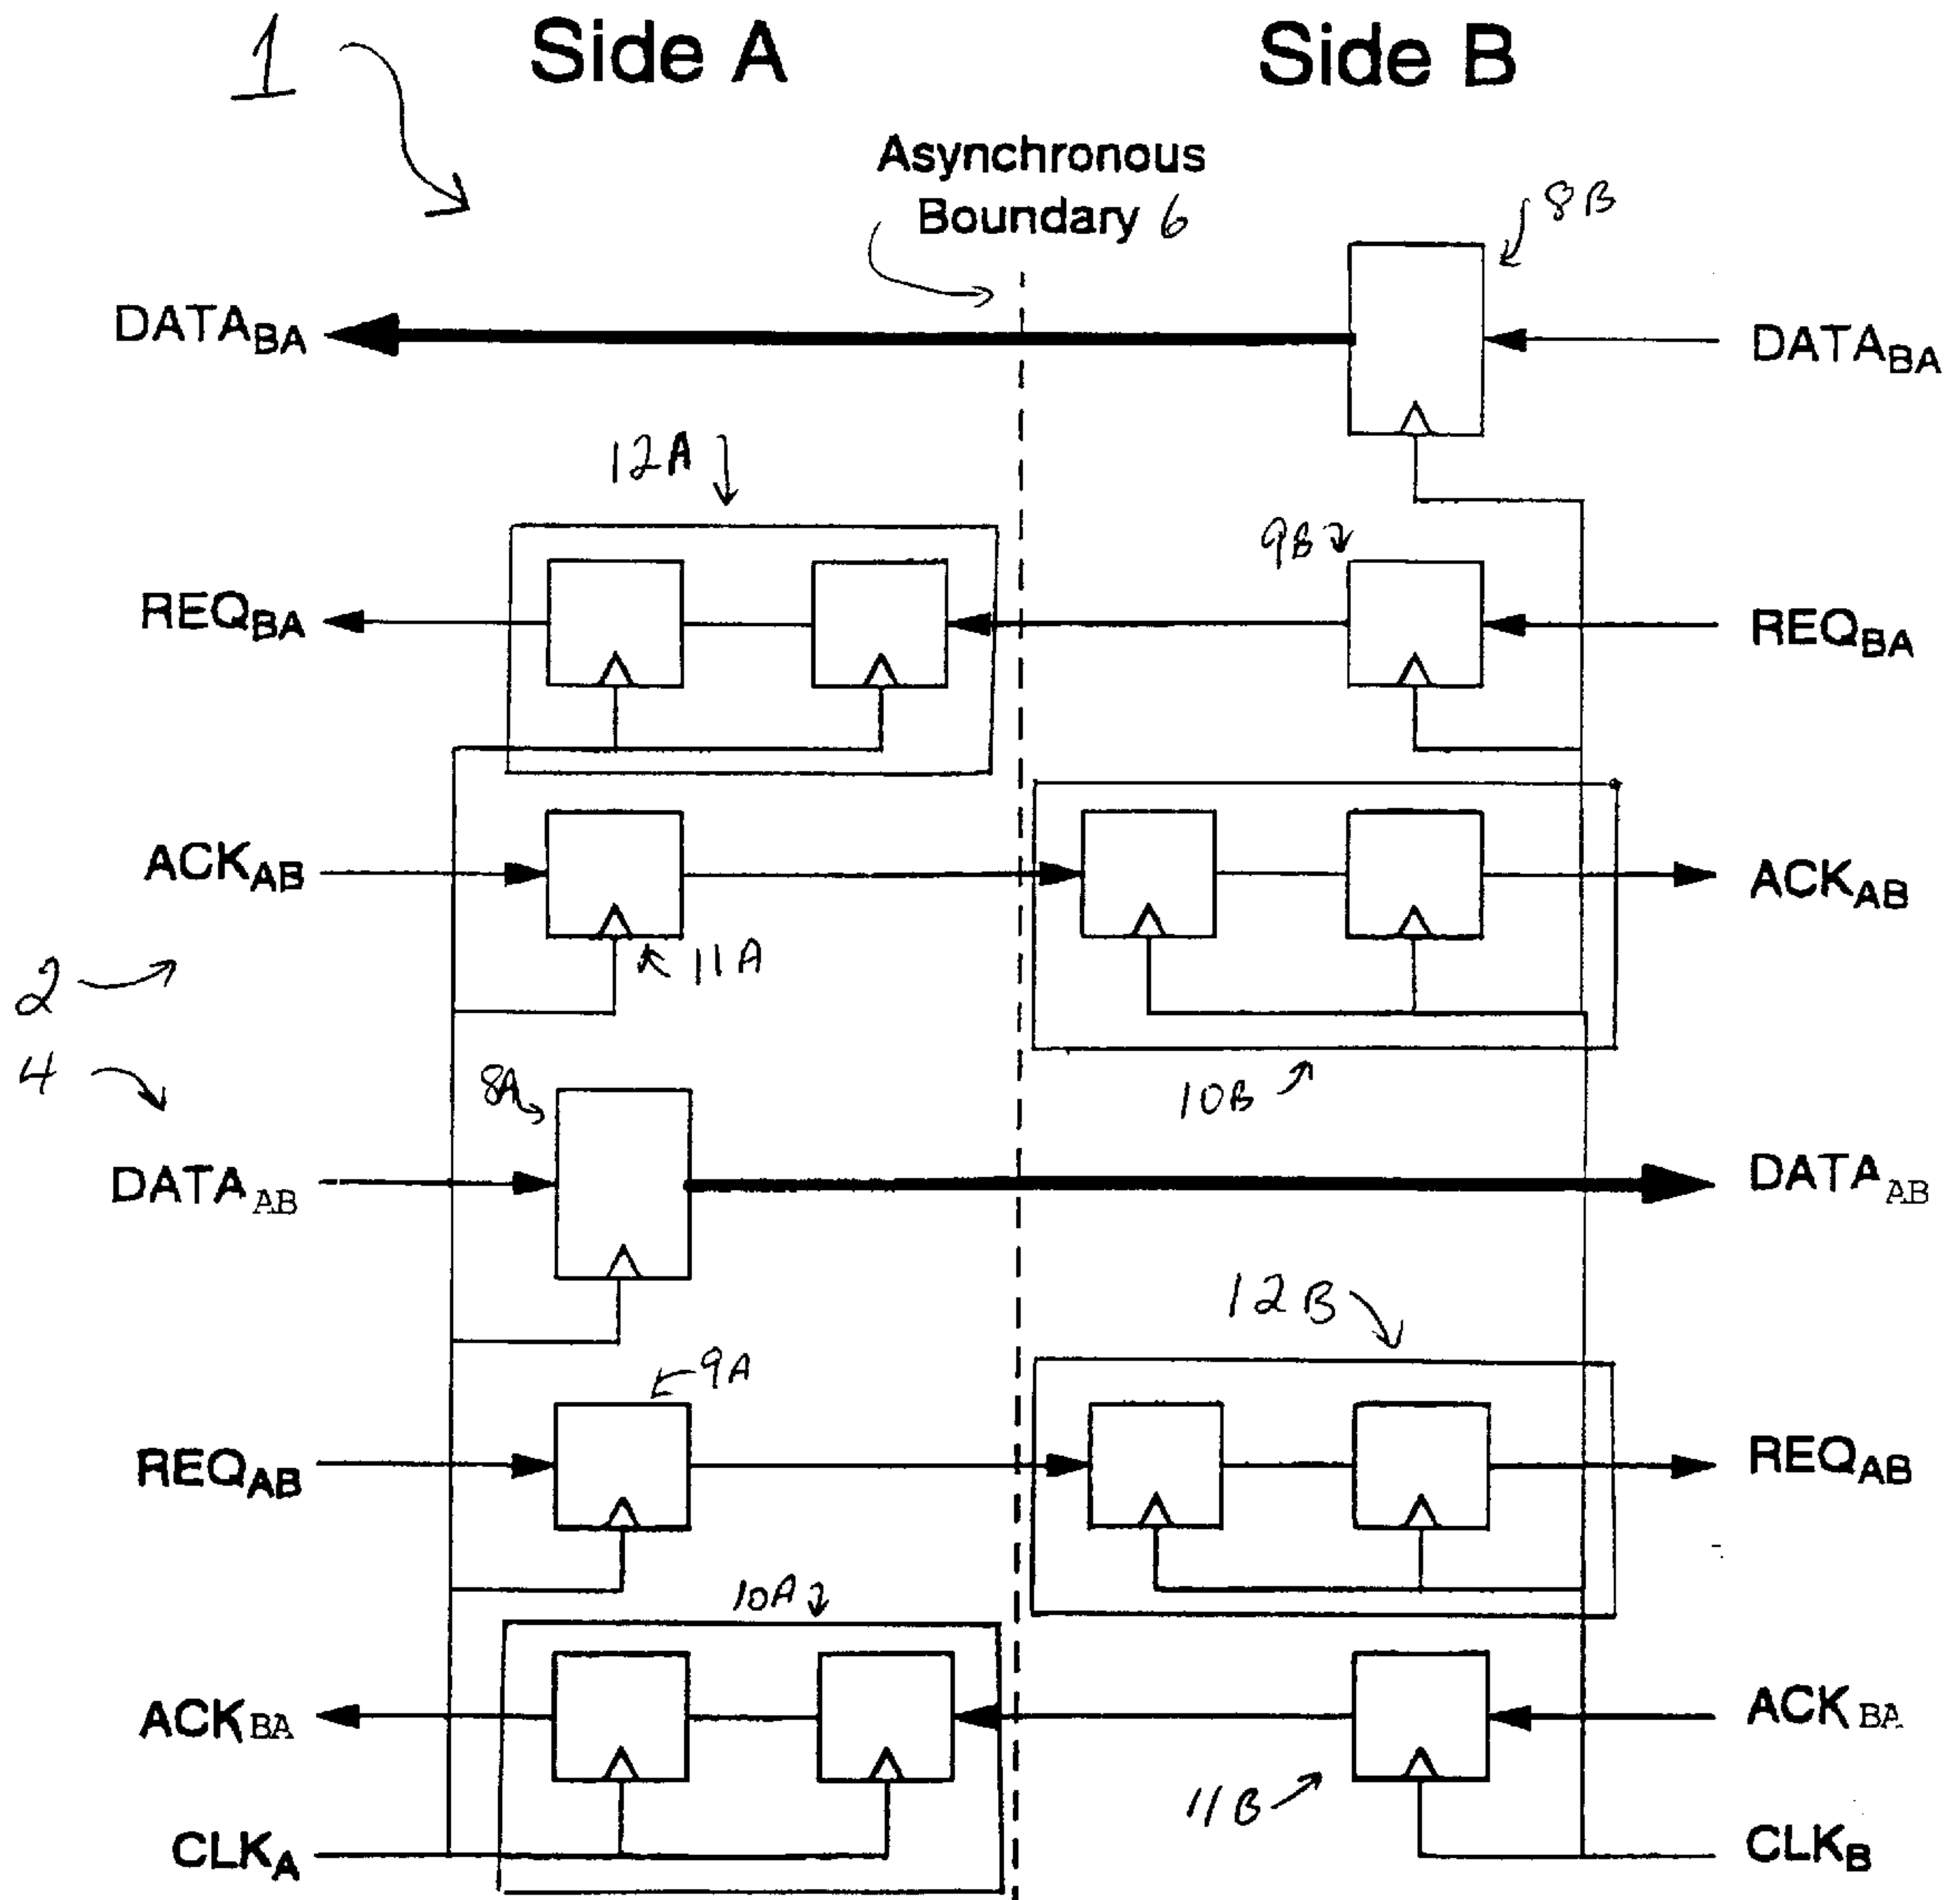 1
Side A
Side B
Asynchronous
Boundary 6
8B
DATABA
DATABA
12A
9B
REQBA
REQBA
ACKAB
ACKAB
11A
2
10B
4
8A
DATAAB
DATAAB
12B
9A
REQAB
REQAB
10A
ACKBA
ACKBA
11B
CLKA
CLKB